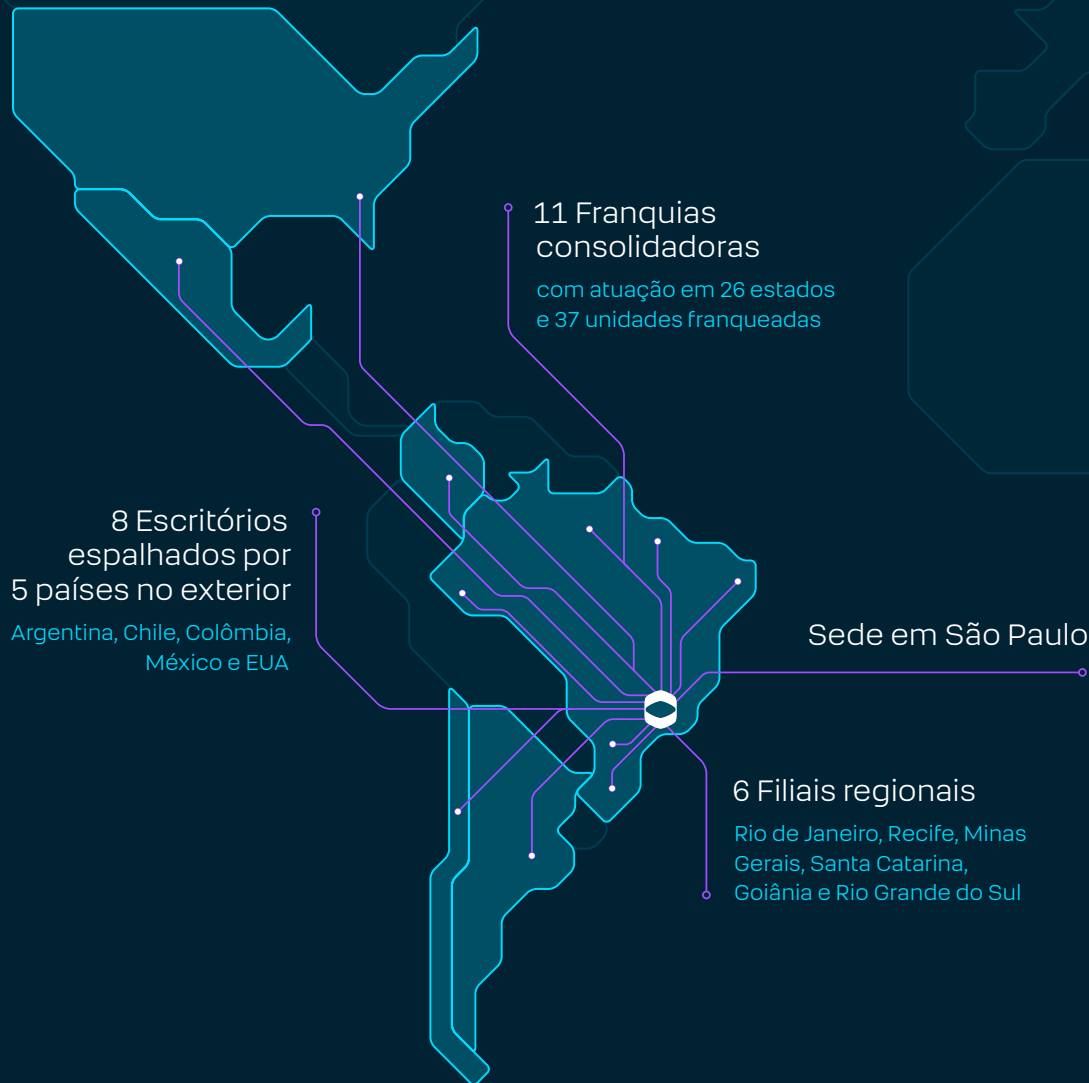 11 Franquias
consolidadoras
com atuação em 26 estados
e 37 unidades franqueadas
8 Escritórios
espalhados por
5 países no exterior
Argentina, Chile, Colômbia,
México e EUA
Sede em São Paulo
6 Filiais regionais
Rio de Janeiro, Recife, Minas
Gerais, Santa Catarina,
Goiânia e Rio Grande do Sul